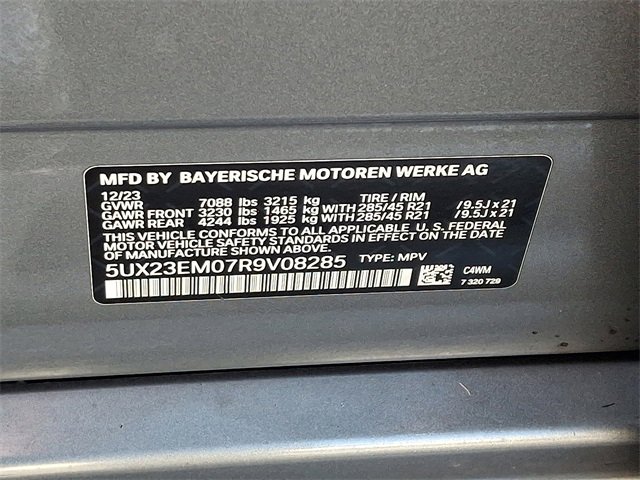 MFD BY BAYERISCHE MOTOREN WERKE AG
12/23
GVWR 7088 lbs 3215 kg TIRE / RIM
GAWR FRONT 3230 lbs 1465 kg WITH 285/45 R21 /9.5J x 21
GAWR REAR 4244 lbs 1925 kg WITH 285/45 R21 /9.5J x 21
THIS VEHICLE CONFORMS TO ALL APPLICABLE U. S. FEDERAL
MOTOR VEHICLE SAFETY STANDARDS IN EFFECT ON THE DATE
OF MANUFACTURE SHOWN ABOVE.
5UX23EM07R9V08285 TYPE: MPV
C4WM
7 320 729